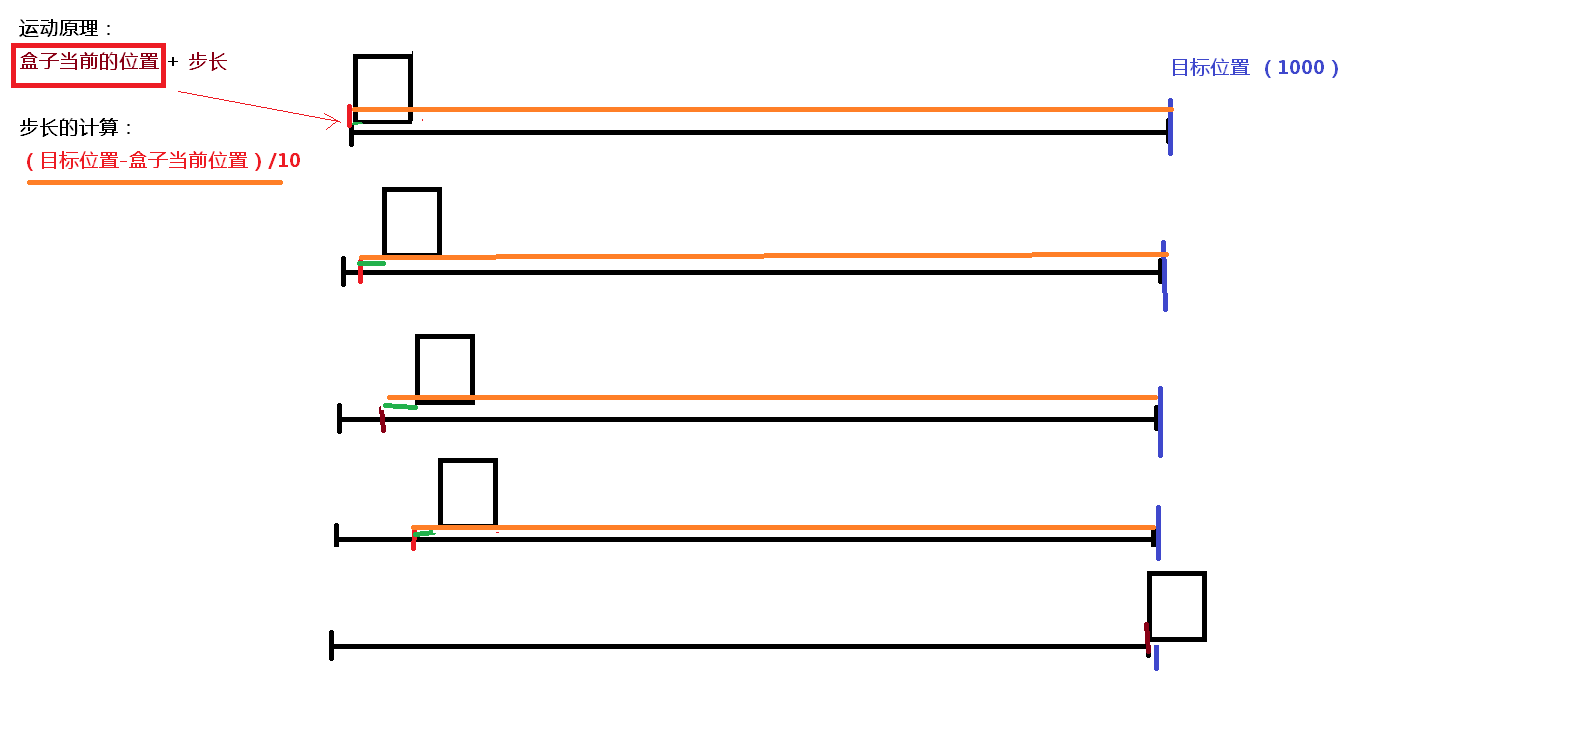 运动原理：
盒子当前的位置 + 步长
目标位置 （1000）
步长的计算：
（目标位置-盒子当前位置）/10